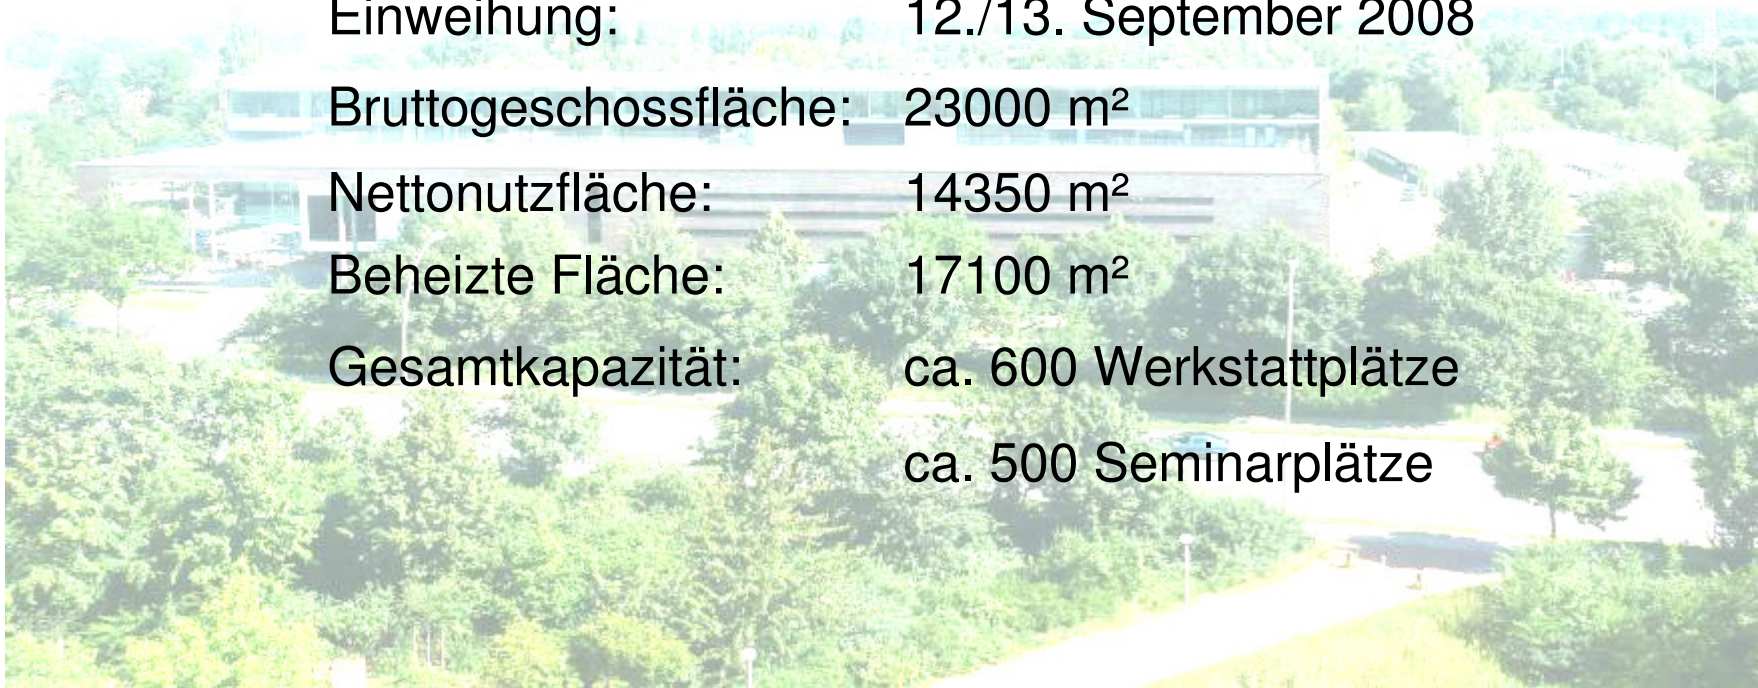 Einweihung: 12./13. September 2008
Bruttogeschossfläche: 23000 m²
Nettonutzfläche: 14350 m²
Beheizte Fläche: 17100 m²
Gesamtkapazität: ca. 600 Werkstattplätze
ca. 500 Seminarplätze